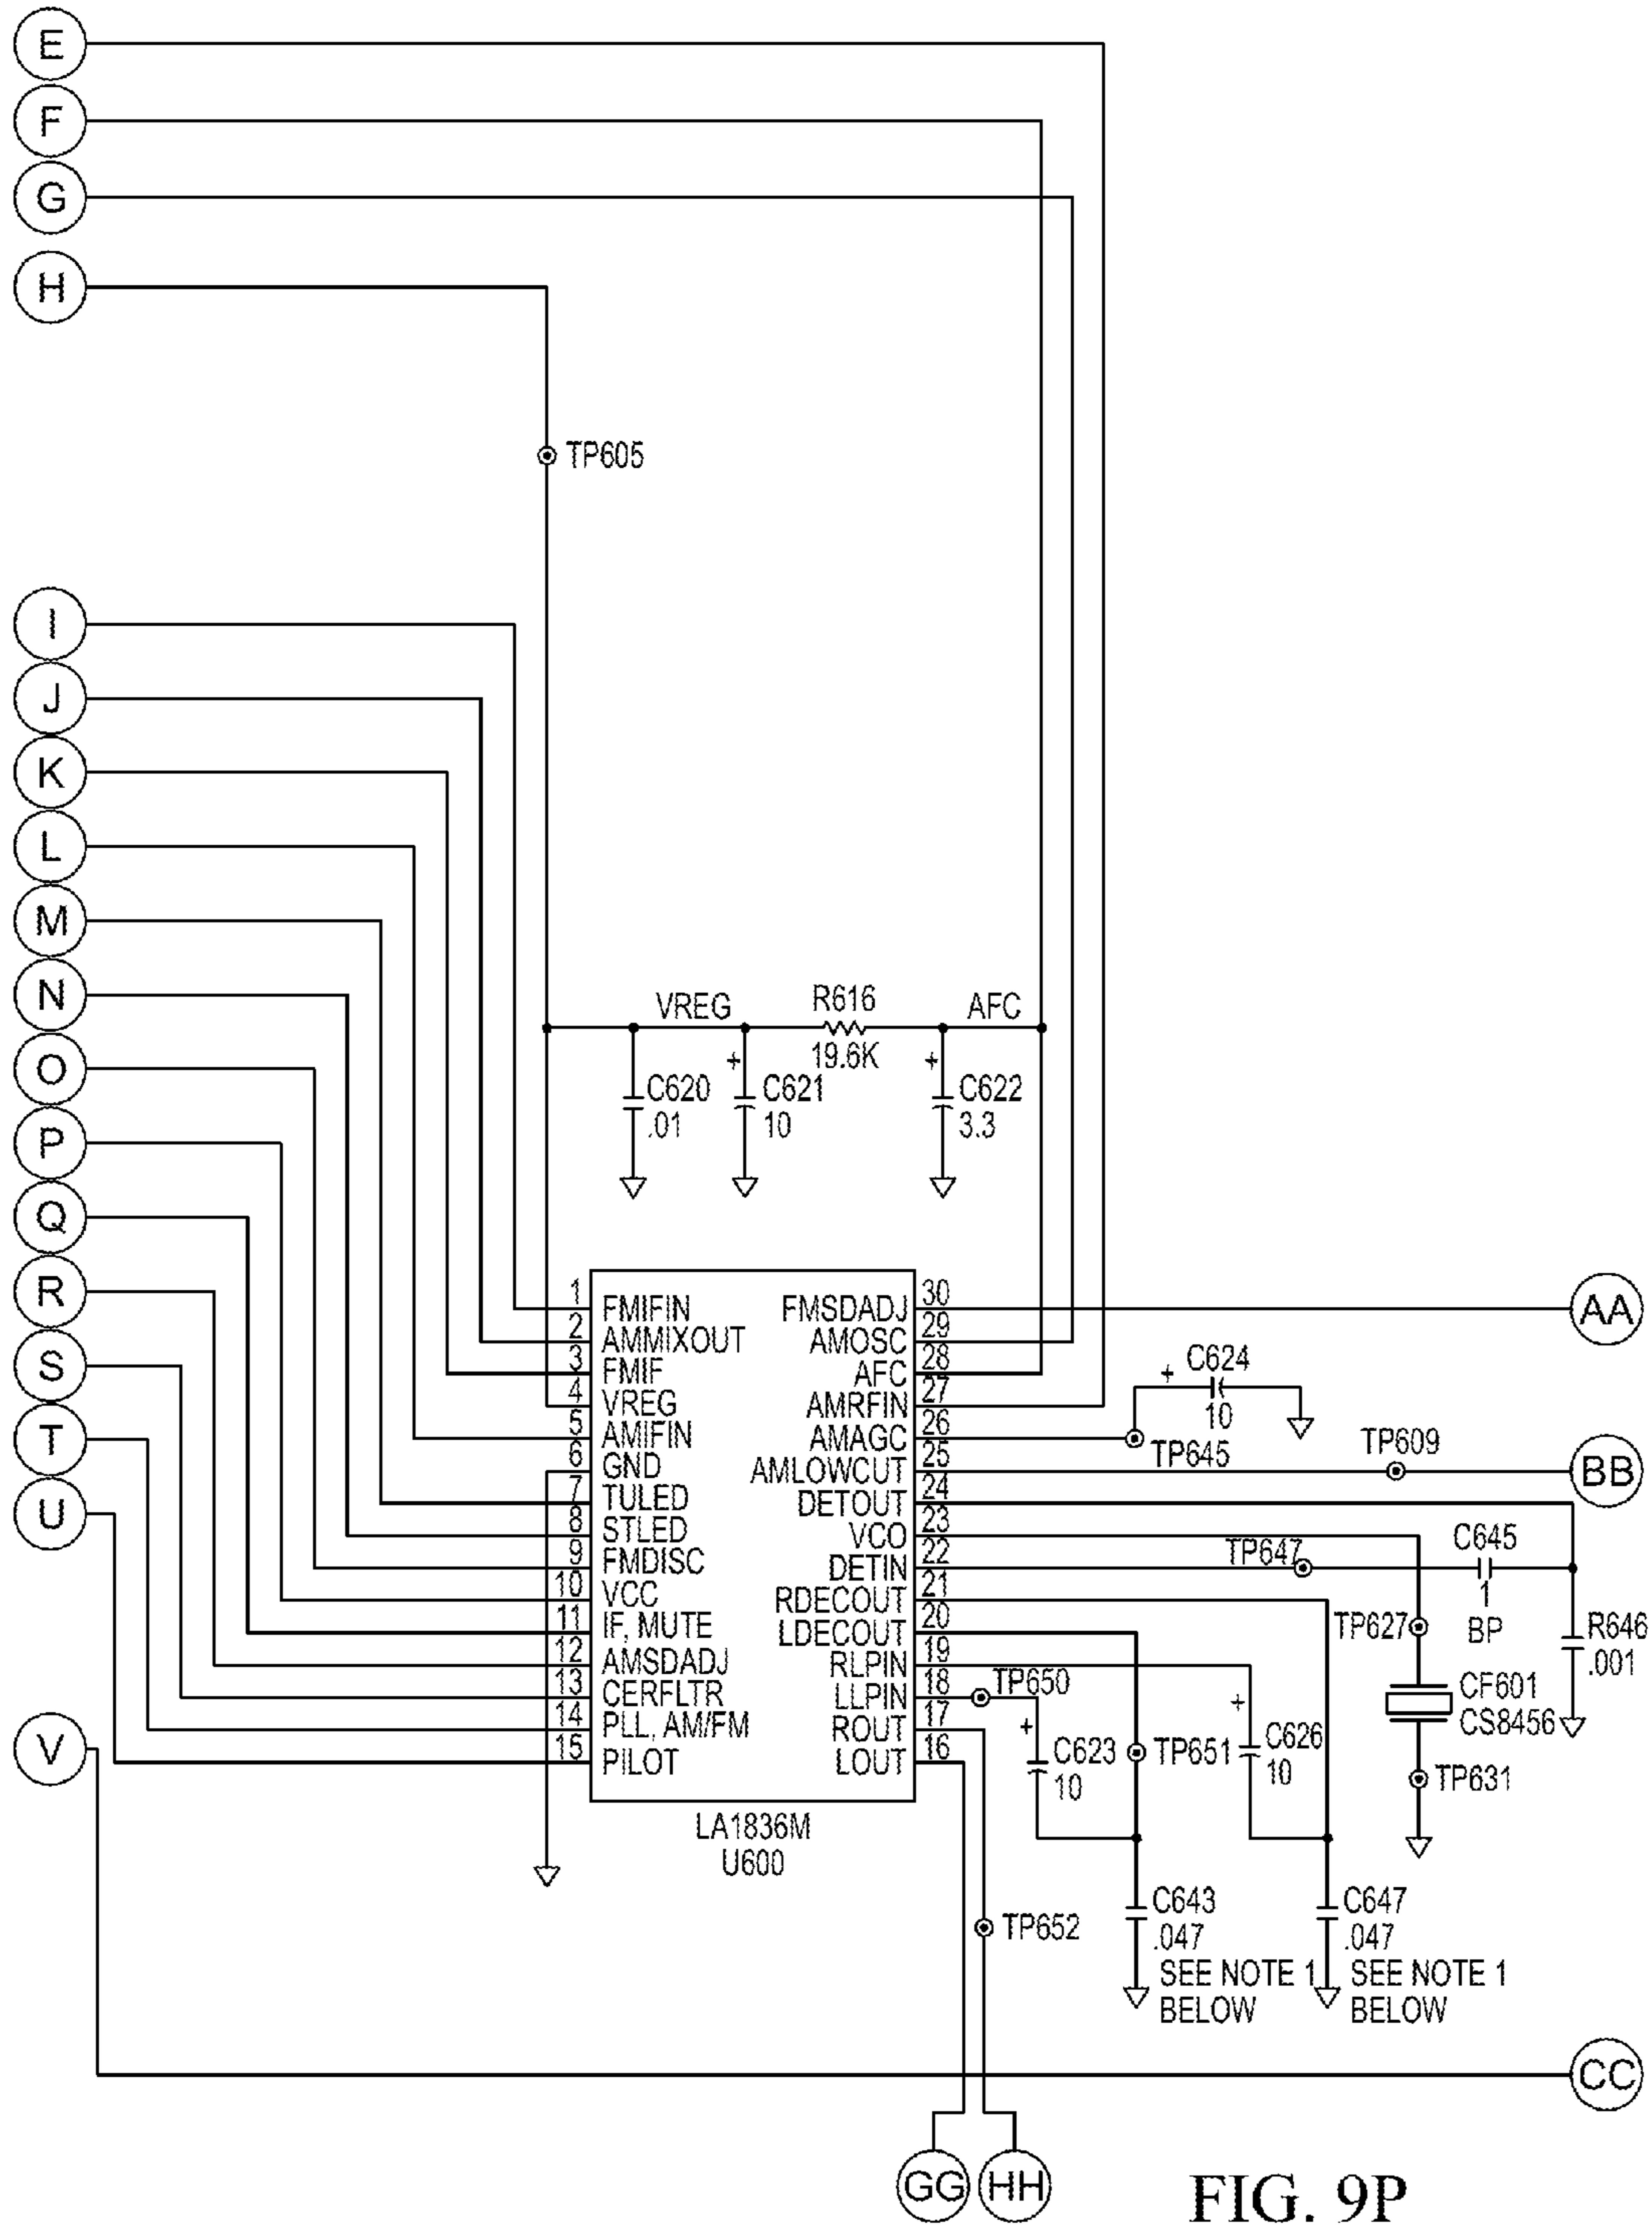 E
F
G
H
TP605
I
J
K
L
M
N
O
P
Q
R
S
T
U
V
VREG
R616
19.6K
AFC
C620
.01
+
C621
10
+
C622
3.3
1 FMIFIN
2 AMMIXOUT
3 FMIF
4 VREG
5 AMIFIN
6 GND
7 TULED
8 STLED
9 FMDISC
10 VCC
11 IF, MUTE
12 AMSDADJ
13 CERFLTR
14 PLL, AM/FM
15 PILOT
FMSDADJ 30
AMOSC 29
AFC 28
AMRFIN 27
AMAGC 26
AMLOWCUT 25
DETOUT 24
VCO 23
DETIN 22
RDECOUT 21
LDECOUT 20
RLPIN 19
LLPIN 18
ROUT 17
LOUT 16
LA1836M
U600
AA
+
C624
10
TP645
TP609
BB
TP647
C645
1
BP
TP627
R646
.001
CF601
CS8456
TP631
TP650
+
C623
10
TP651
+
C626
10
TP652
C643
.047
SEE NOTE 1
BELOW
C647
.047
SEE NOTE 1
BELOW
CC
GG
HH
FIG. 9P